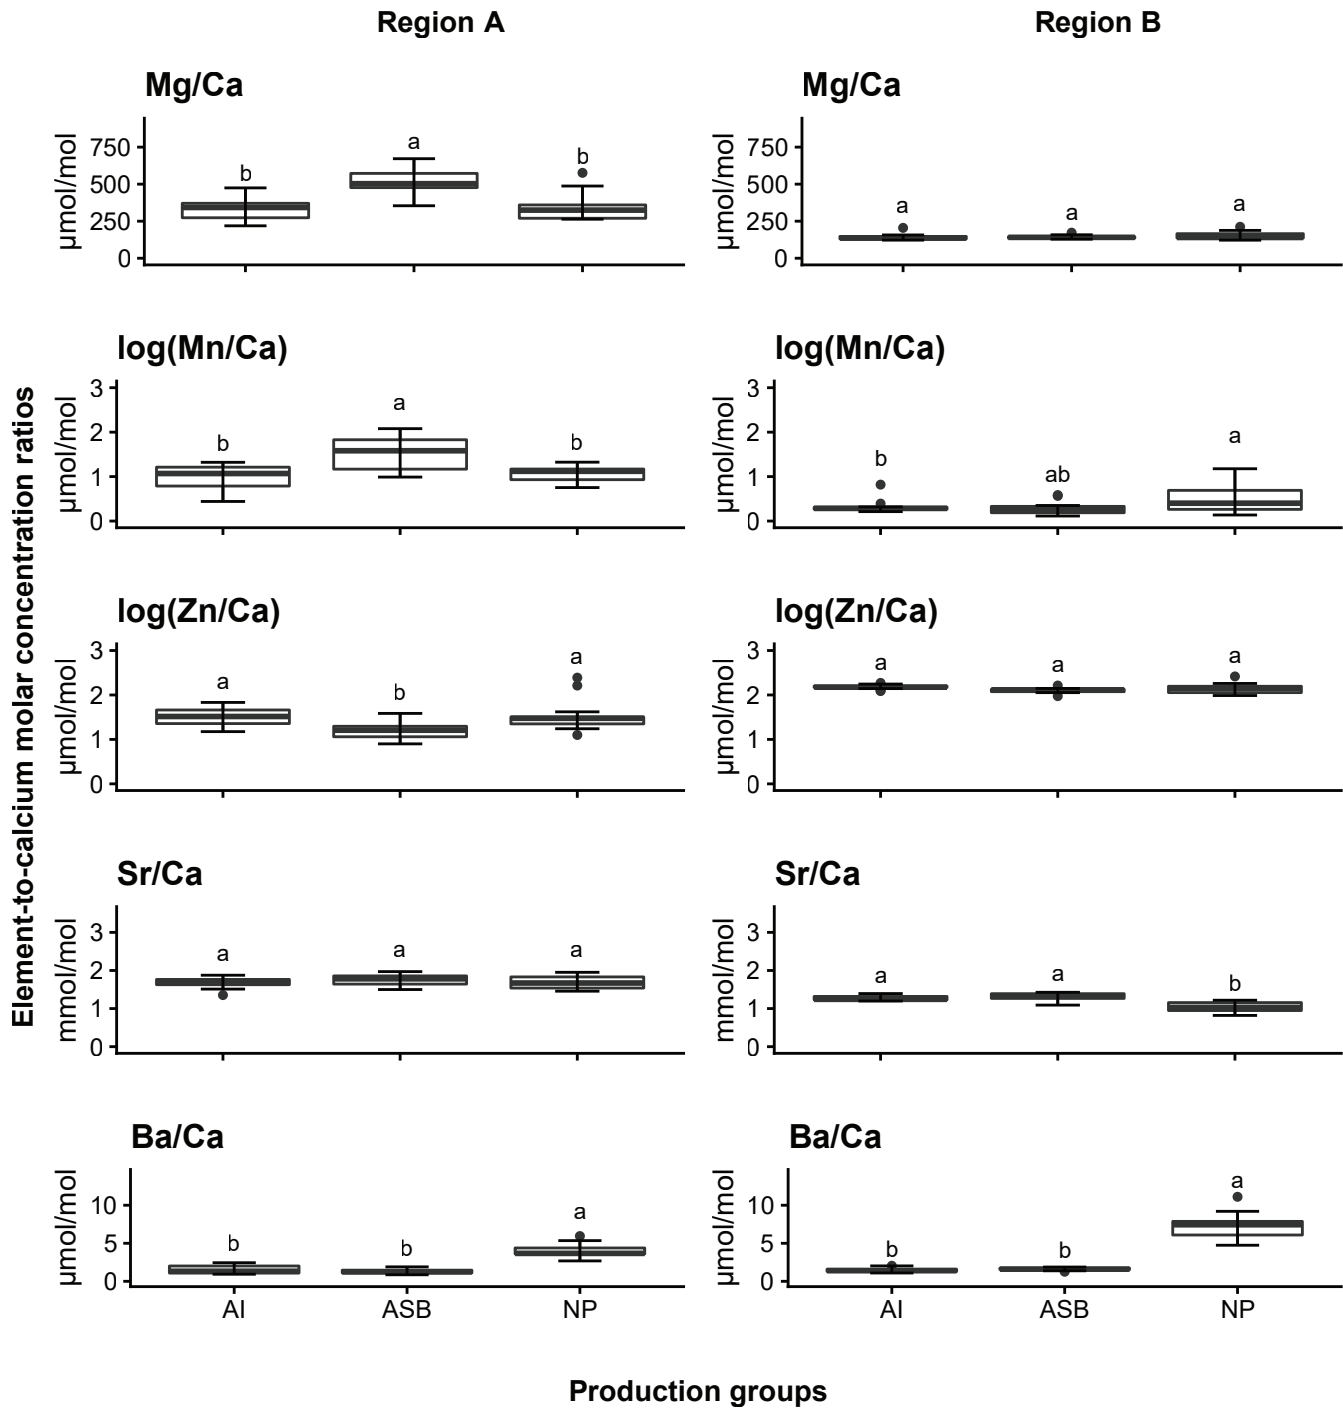 Region A
Region B
Element-to-calcium molar concentration ratios
Mg/Ca
µmol/mol
750
500
250
0
b
a
b
Mg/Ca
µmol/mol
750
500
250
0
a
a
a
log(Mn/Ca)
µmol/mol
3
2
1
0
b
a
b
log(Mn/Ca)
µmol/mol
3
2
1
0
b
ab
a
log(Zn/Ca)
µmol/mol
3
2
1
0
a
b
a
log(Zn/Ca)
µmol/mol
3
2
1
0
a
a
a
Sr/Ca
mmol/mol
3
2
1
0
a
a
a
Sr/Ca
mmol/mol
3
2
1
0
a
a
b
Ba/Ca
µmol/mol
10
5
0
b
b
a
AI
ASB
NP
Ba/Ca
µmol/mol
10
5
0
b
b
a
AI
ASB
NP
Production groups